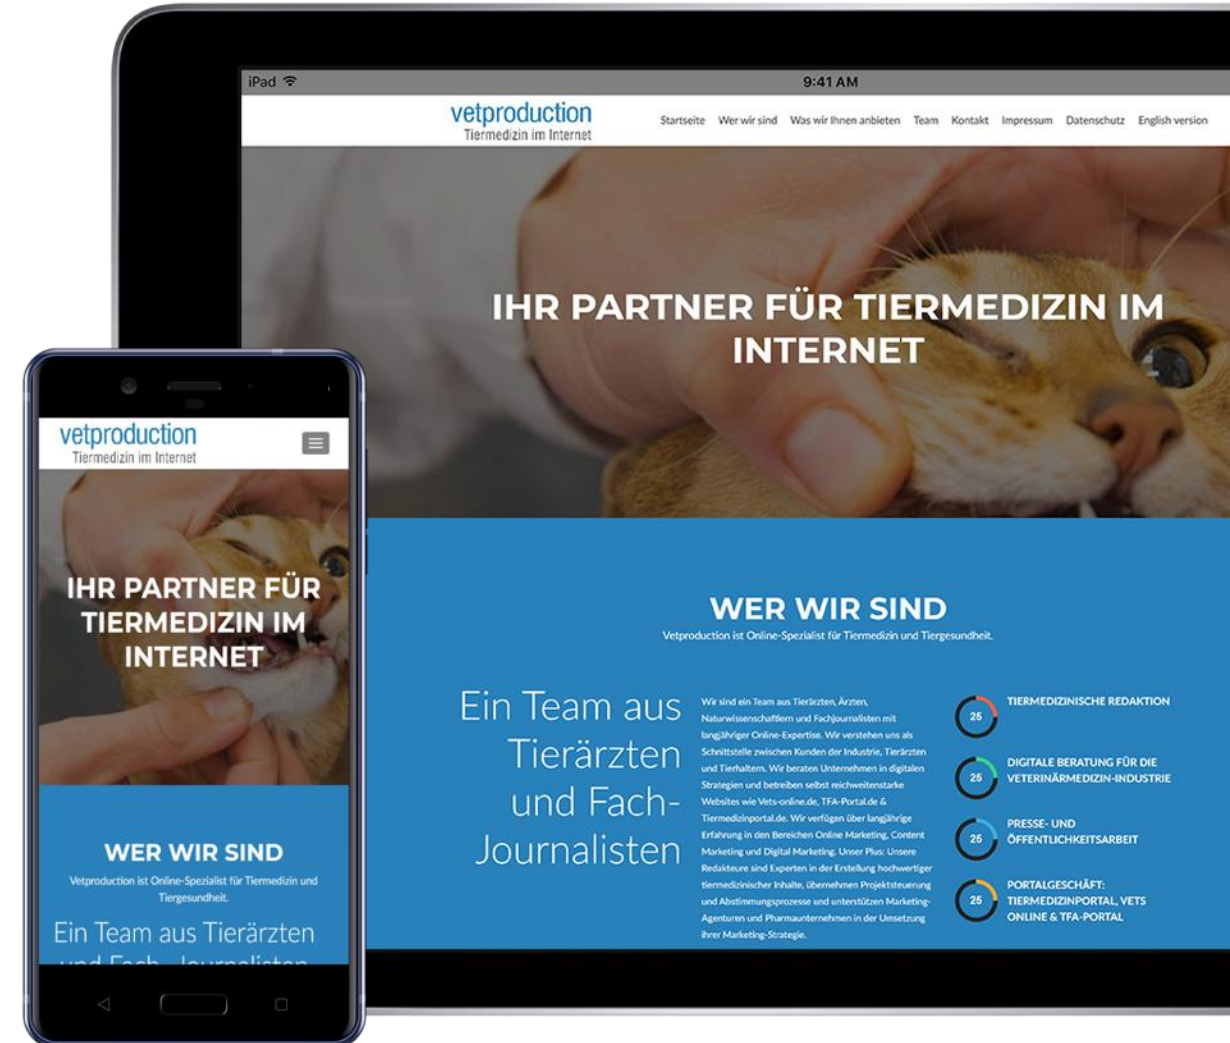 iPad
9:41 AM
vetproduction
Tiermedizin im Internet
Startseite Wer wir sind Was wir Ihnen anbieten Team Kontakt Impressum Datenschutz English version
IHR PARTNER FÜR TIERMEDIZIN IM
INTERNET
WER WIR SIND
Vetproduction ist Online-Spezialist für Tiermedizin und Tiergesundheit.
Ein Team aus
Tierärzten
und Fach-
Journalisten
Wir sind ein Team aus Tierärzten, Ärzten,
Naturwissenschaftlern und Fachjournalisten mit
langjähriger Online-Expertise. Wir verstehen uns als
Schnittstelle zwischen Kunden der Industrie, Tierärzten
und Tierhaltern. Wir beraten Unternehmen in digitalen
Strategien und betreiben selbst reichweitenstarke
Websites wie Vets-online.de, TFA-Portal.de &
Tiermedizinportal.de. Wir verfügen über langjährige
Erfahrung in den Bereichen Online Marketing, Content
Marketing und Digital Marketing. Unser Plus: Unsere
Redakteure sind Experten in der Erstellung hochwertiger
tiermedizinischer Inhalte, übernehmen Projektsteuerung
und Abstimmungsprozesse und unterstützen Marketing-
Agenturen und Pharmaunternehmen in der Umsetzung
ihrer Marketing-Strategie.
25
TIERMEDIZINISCHE REDAKTION
25
DIGITALE BERATUNG FÜR DIE
VETERINÄRMEDIZIN-INDUSTRIE
25
PRESSE- UND
ÖFFENTLICHKEITSARBEIT
25
PORTALGESCHÄFT:
TIERMEDIZINPORTAL, VETS
ONLINE & TFA-PORTAL
vetproduction
Tiermedizin im Internet
IHR PARTNER FÜR
TIERMEDIZIN IM
INTERNET
WER WIR SIND
Vetproduction ist Online-Spezialist für Tiermedizin und
Tiergesundheit.
Ein Team aus Tierärzten
und Fach- Journalisten